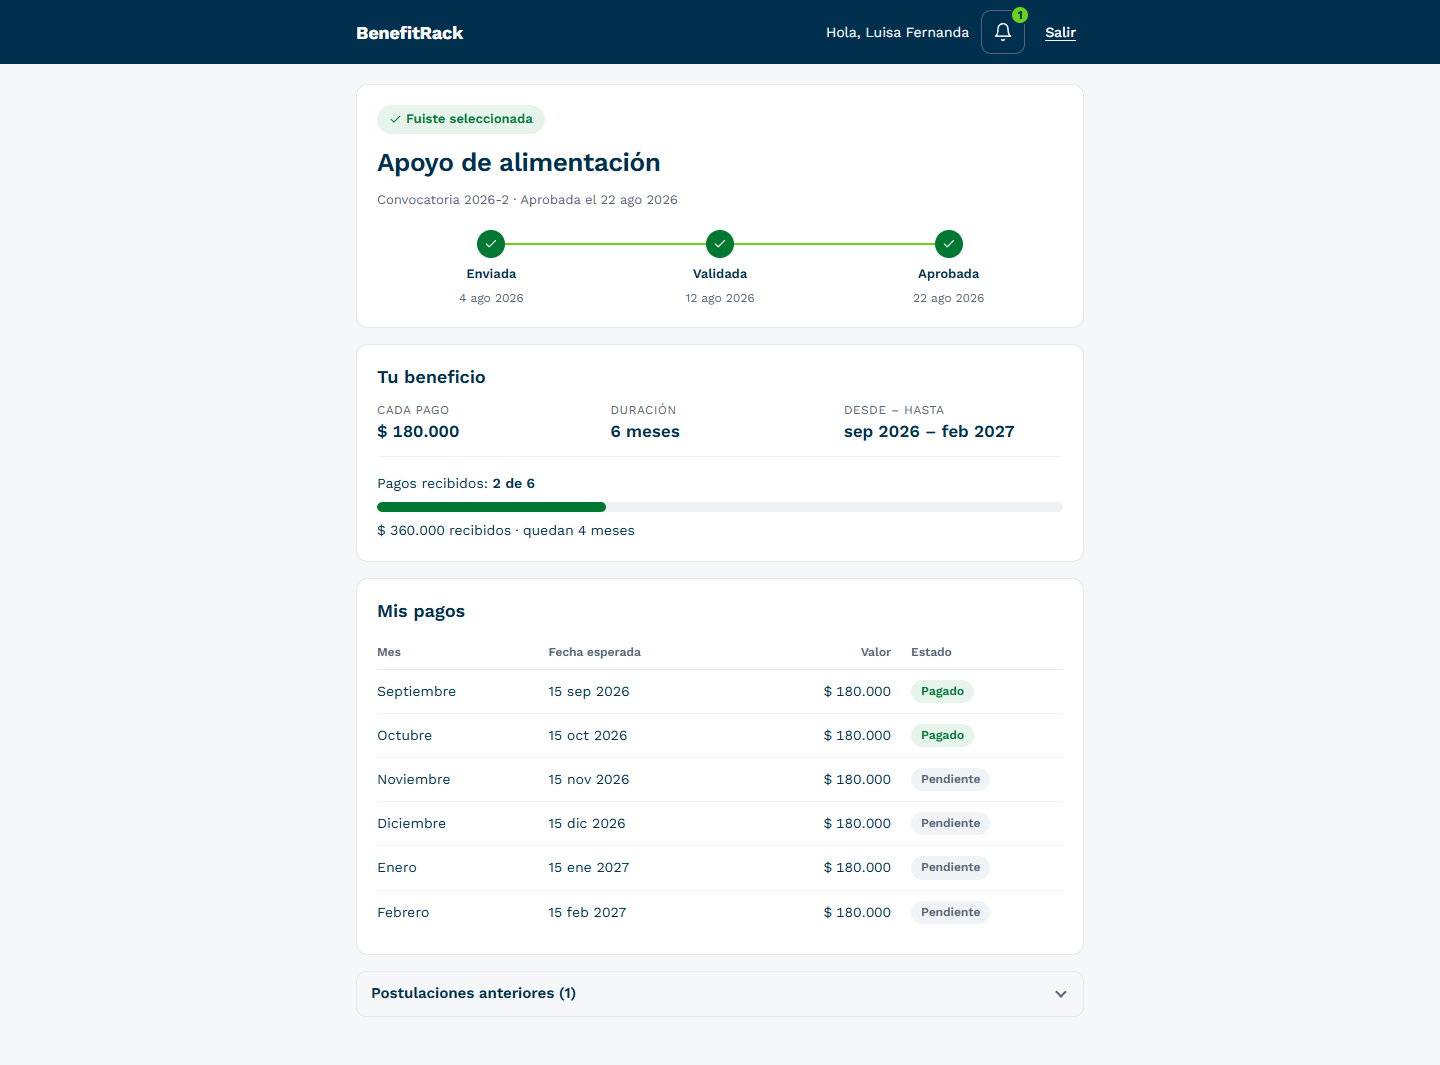 BenefitRack
Hola, Luisa Fernanda
1
Salir
Fuiste seleccionada
Apoyo de alimentación
Convocatoria 2026-2 · Aprobada el 22 ago 2026
Enviada Validada Aprobada
4 ago 2026 12 ago 2026 22 ago 2026
Tu beneficio
CADA PAGO DURACIÓN DESDE – HASTA
$ 180.000 6 meses sep 2026 – feb 2027
Pagos recibidos: 2 de 6
$ 360.000 recibidos · quedan 4 meses
Mis pagos
Mes Fecha esperada Valor Estado
Septiembre 15 sep 2026 $ 180.000 Pagado
Octubre 15 oct 2026 $ 180.000 Pagado
Noviembre 15 nov 2026 $ 180.000 Pendiente
Diciembre 15 dic 2026 $ 180.000 Pendiente
Enero 15 ene 2027 $ 180.000 Pendiente
Febrero 15 feb 2027 $ 180.000 Pendiente
Postulaciones anteriores (1)